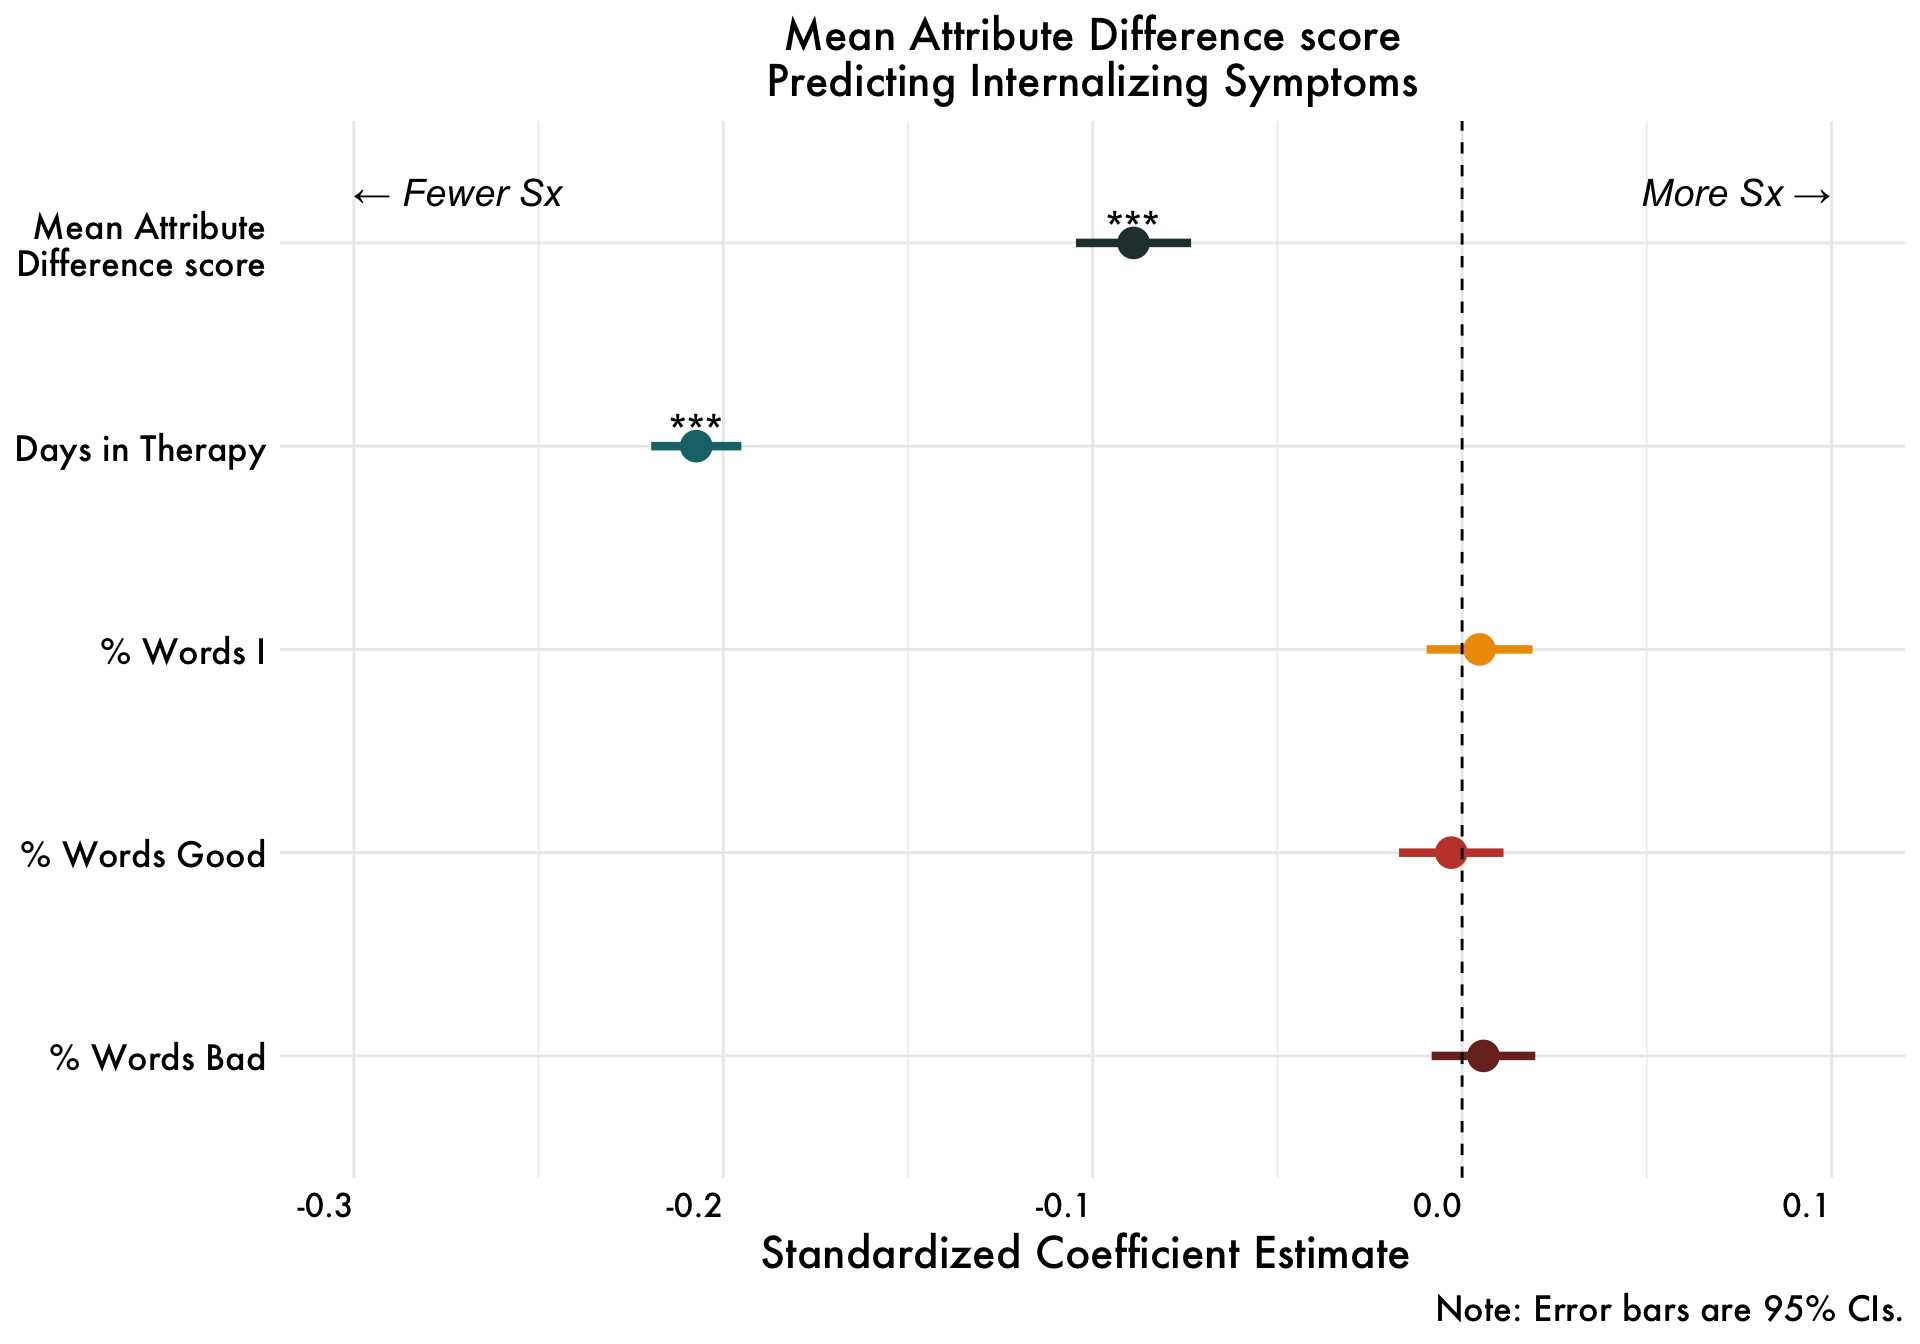 Mean Attribute Difference score
Predicting Internalizing Symptoms
← Fewer Sx
More Sx →
Mean Attribute
Difference score
***
Days in Therapy
***
% Words I
% Words Good
% Words Bad
-0.3
-0.2
-0.1
0.0
0.1
Standardized Coefficient Estimate
Note: Error bars are 95% CIs.